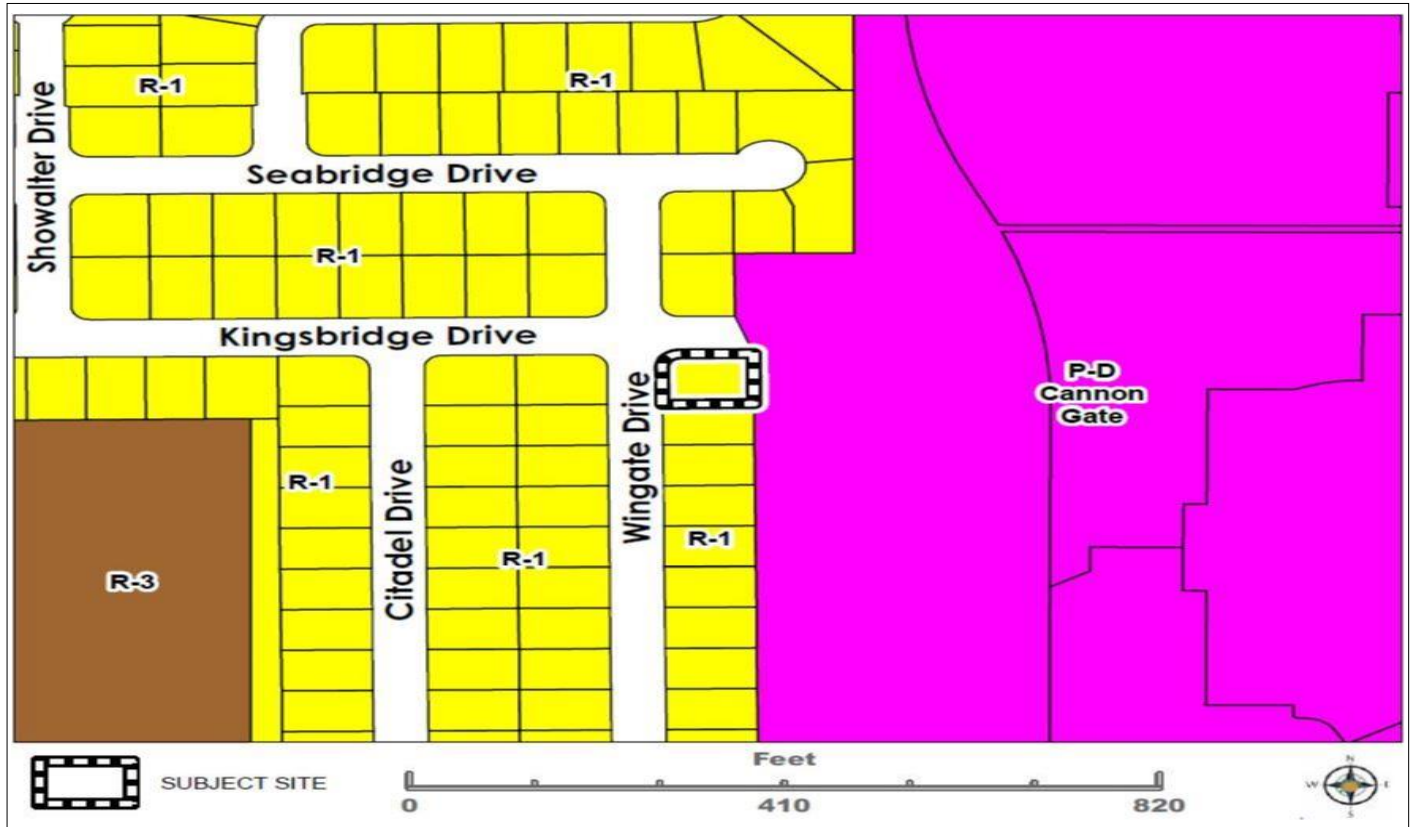 R-1
R-1
Showalter Drive
Seabridge Drive
R-1
Kingsbridge Drive
P-D
Cannon
Gate
Wingate Drive
R-1
Citadel Drive
R-1
R-1
R-3
SUBJECT SITE
Feet
0 410 820
N
W E
S